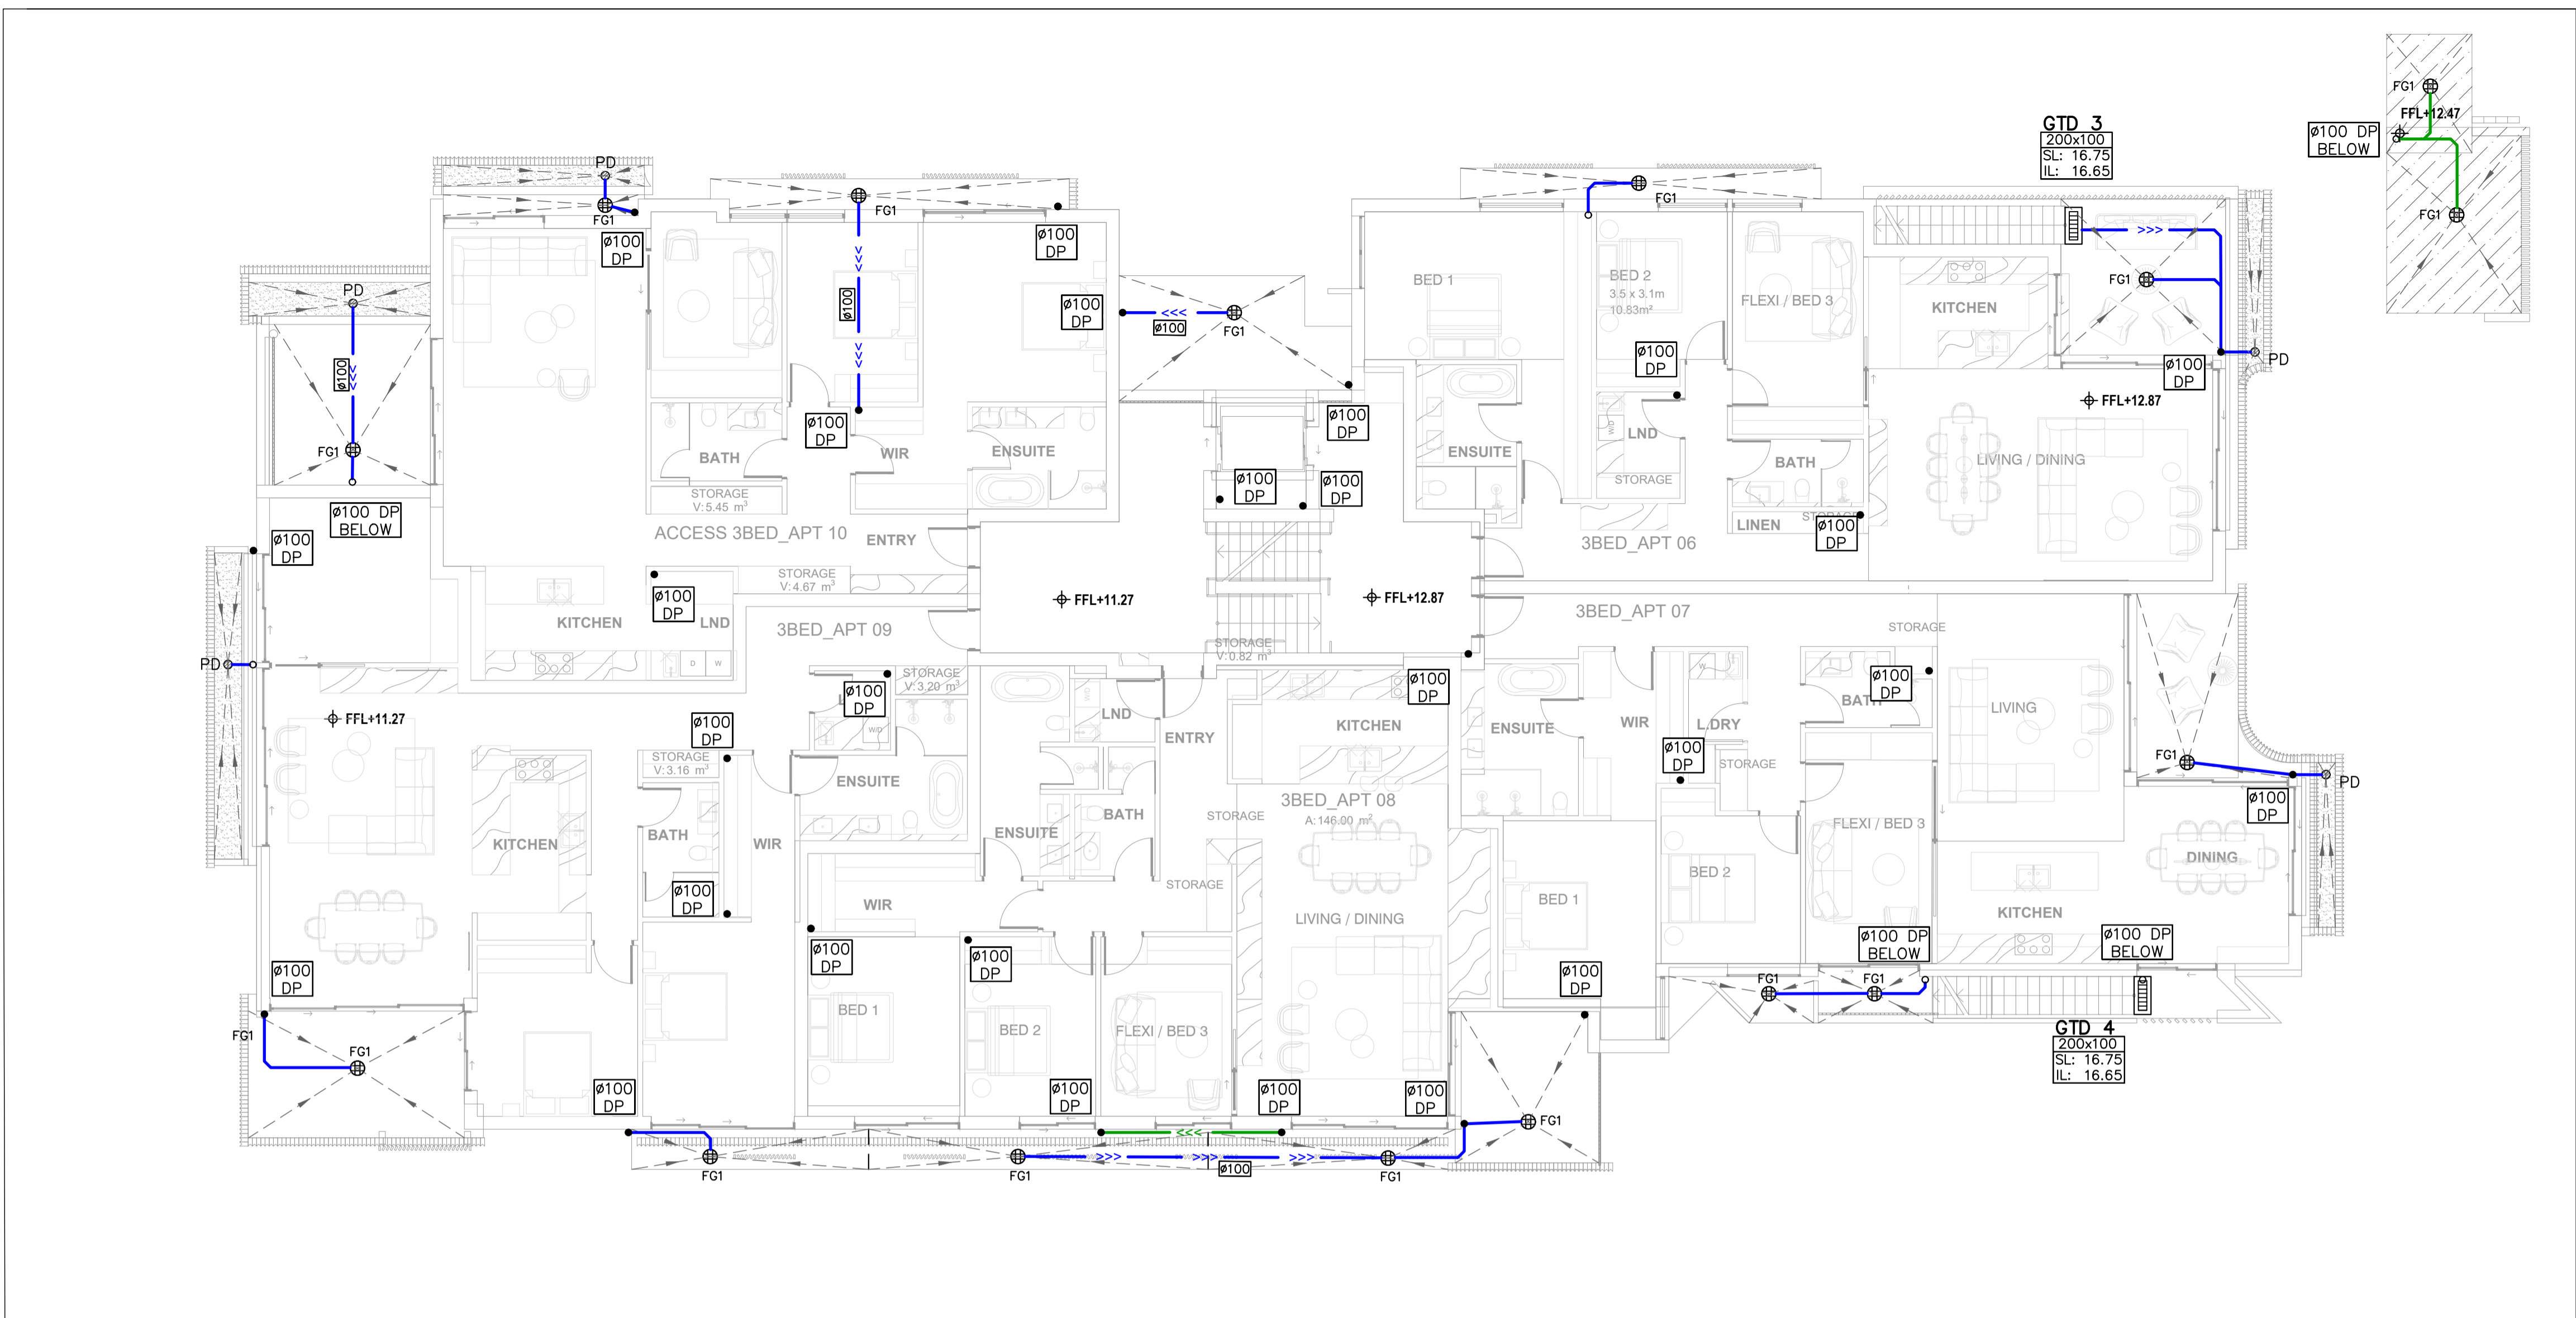 FG1
FFL+12.47
Ø100 DP
BELOW
FG1
GTD 3
200x100
SL: 16.75
IL: 16.65
PD
FG1
FG1
FG1
Ø100
DP
Ø100
DP
PD
Ø100
FG1
>>>
FG1
PD
BED 1
BED 2
3.5 x 3.1m
10.83m²
FLEXI / BED 3
KITCHEN
Ø100
<<<
<<<
Ø100
DP
<<<
Ø100
FG1
Ø100
<<<
Ø100
DP
Ø100
DP
FFL+12.87
Ø100
DP
Ø100
DP
FG1
BATH
WIR
ENSUITE
ENSUITE
LND
W/D
STORAGE
BATH
LIVING / DINING
STORAGE
V: 5.45 m³
Ø100
DP
Ø100
DP
Ø100 DP
BELOW
LINEN
STORAGE
Ø100
DP
Ø100
DP
ACCESS 3BED_APT 10
ENTRY
3BED_APT 06
STORAGE
V: 4.67 m³
Ø100
DP
FFL+11.27
FFL+12.87
KITCHEN
LND
3BED_APT 09
3BED_APT 07
STORAGE
STORAGE
V: 0.82 m³
PD
D
W
STORAGE
V: 3.20 m³
Ø100
DP
Ø100
DP
W
Ø100
DP
BATH
FFL+11.27
Ø100
DP
LND
W/D
ENTRY
KITCHEN
ENSUITE
WIR
L.DRY
LIVING
Ø100
DP
STORAGE
STORAGE
V: 3.16 m³
ENSUITE
FG1
PD
3BED_APT 08
A: 146.00 m²
STORAGE
Ø100
DP
KITCHEN
BATH
WIR
ENSUITE
BATH
FLEXI / BED 3
DINING
Ø100
DP
WIR
STORAGE
LIVING / DINING
BED 1
BED 2
KITCHEN
Ø100
DP
Ø100
DP
Ø100
DP
Ø100
DP
Ø100 DP
BELOW
Ø100 DP
BELOW
FG1
FG1
BED 1
BED 2
FLEXI / BED 3
FG1
FG1
GTD 4
200x100
SL: 16.75
IL: 16.65
Ø100
DP
Ø100
DP
Ø100
DP
Ø100
DP
FG1
<<<
>>>
>>>
>>>
Ø100
FG1
FG1
FG1